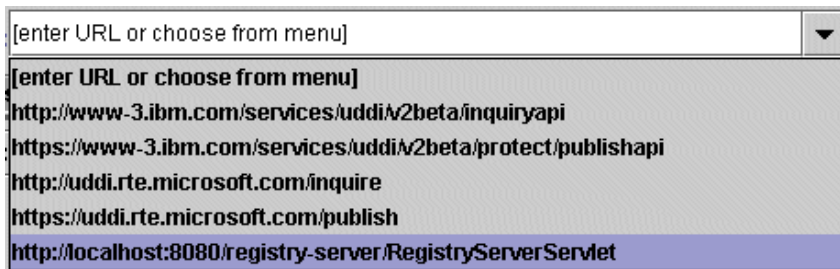 [enter URL or choose from menu]
[enter URL or choose from menu]
http://www-3.ibm.com/services/uddi/v2beta/inquiryapi
https://www-3.ibm.com/services/uddi/v2beta/protect/publishapi
http://uddi.rte.microsoft.com/inquire
https://uddi.rte.microsoft.com/publish
http://localhost:8080/registry-server/RegistryServerServlet